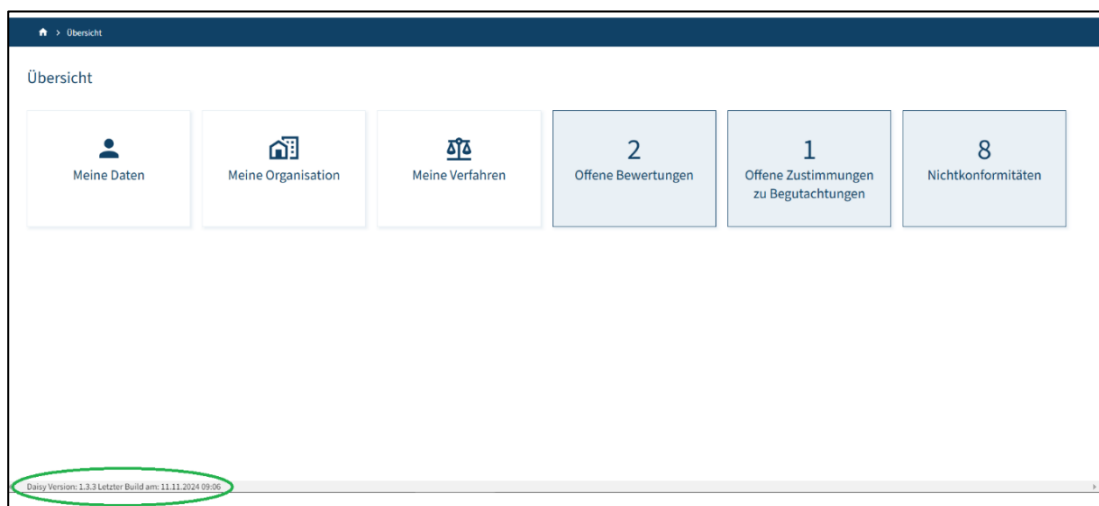 > Übersicht
Übersicht
Meine Daten
Meine Organisation
Meine Verfahren
2
Offene Bewertungen
1
Offene Zustimmungen
zu Begutachtungen
8
Nichtkonformitäten
Daisy Version: 1.3.3 Letzter Build am: 11.11.2024 09:06